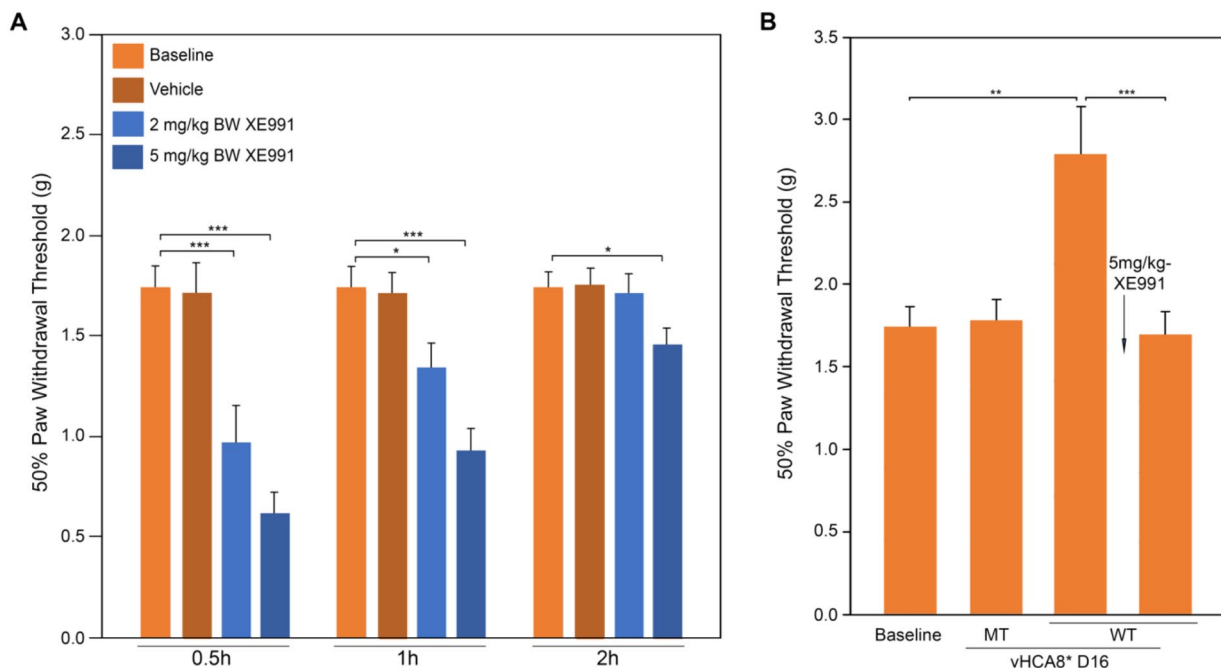 A
50% Paw Withdrawal Threshold (g)
3.0
2.5
2.0
1.5
1.0
0.5
0.0
Baseline
Vehicle
2 mg/kg BW XE991
5 mg/kg BW XE991
***
***
***
*
*
0.5h
1h
2h
B
50% Paw Withdrawal Threshold (g)
3.5
3.0
2.5
2.0
1.5
1.0
0.5
0.0
**
***
5mg/kg-
XE991
Baseline
MT
WT
vHCA8* D16